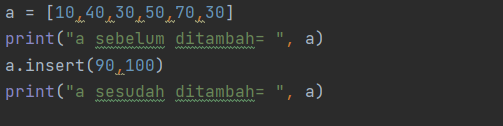 a = [10,40,30,50,70,30]
print("a sebelum ditambah= ", a)
a.insert(90,100)
print("a sesudah ditambah= ", a)